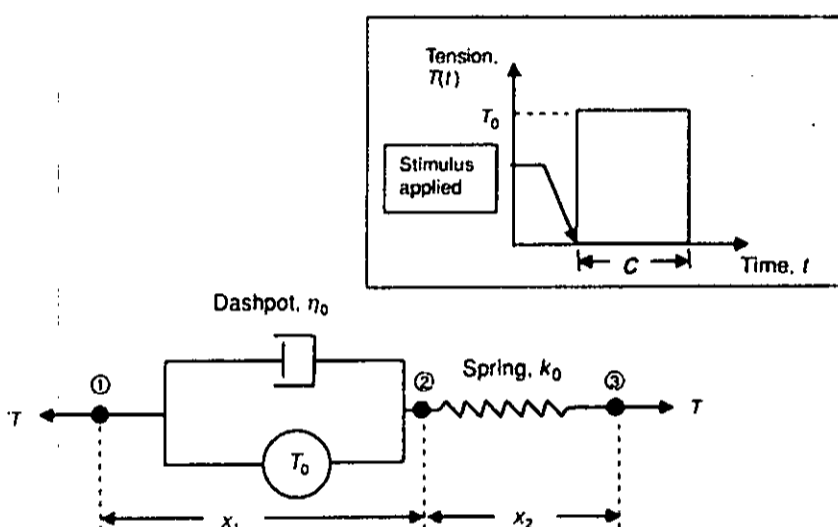 Tension,
T(t)
T₀
Stimulus
applied
C
Time, t
Dashpot, η₀
①
②
Spring, k₀
③
T
T₀
T
x₁
x₂